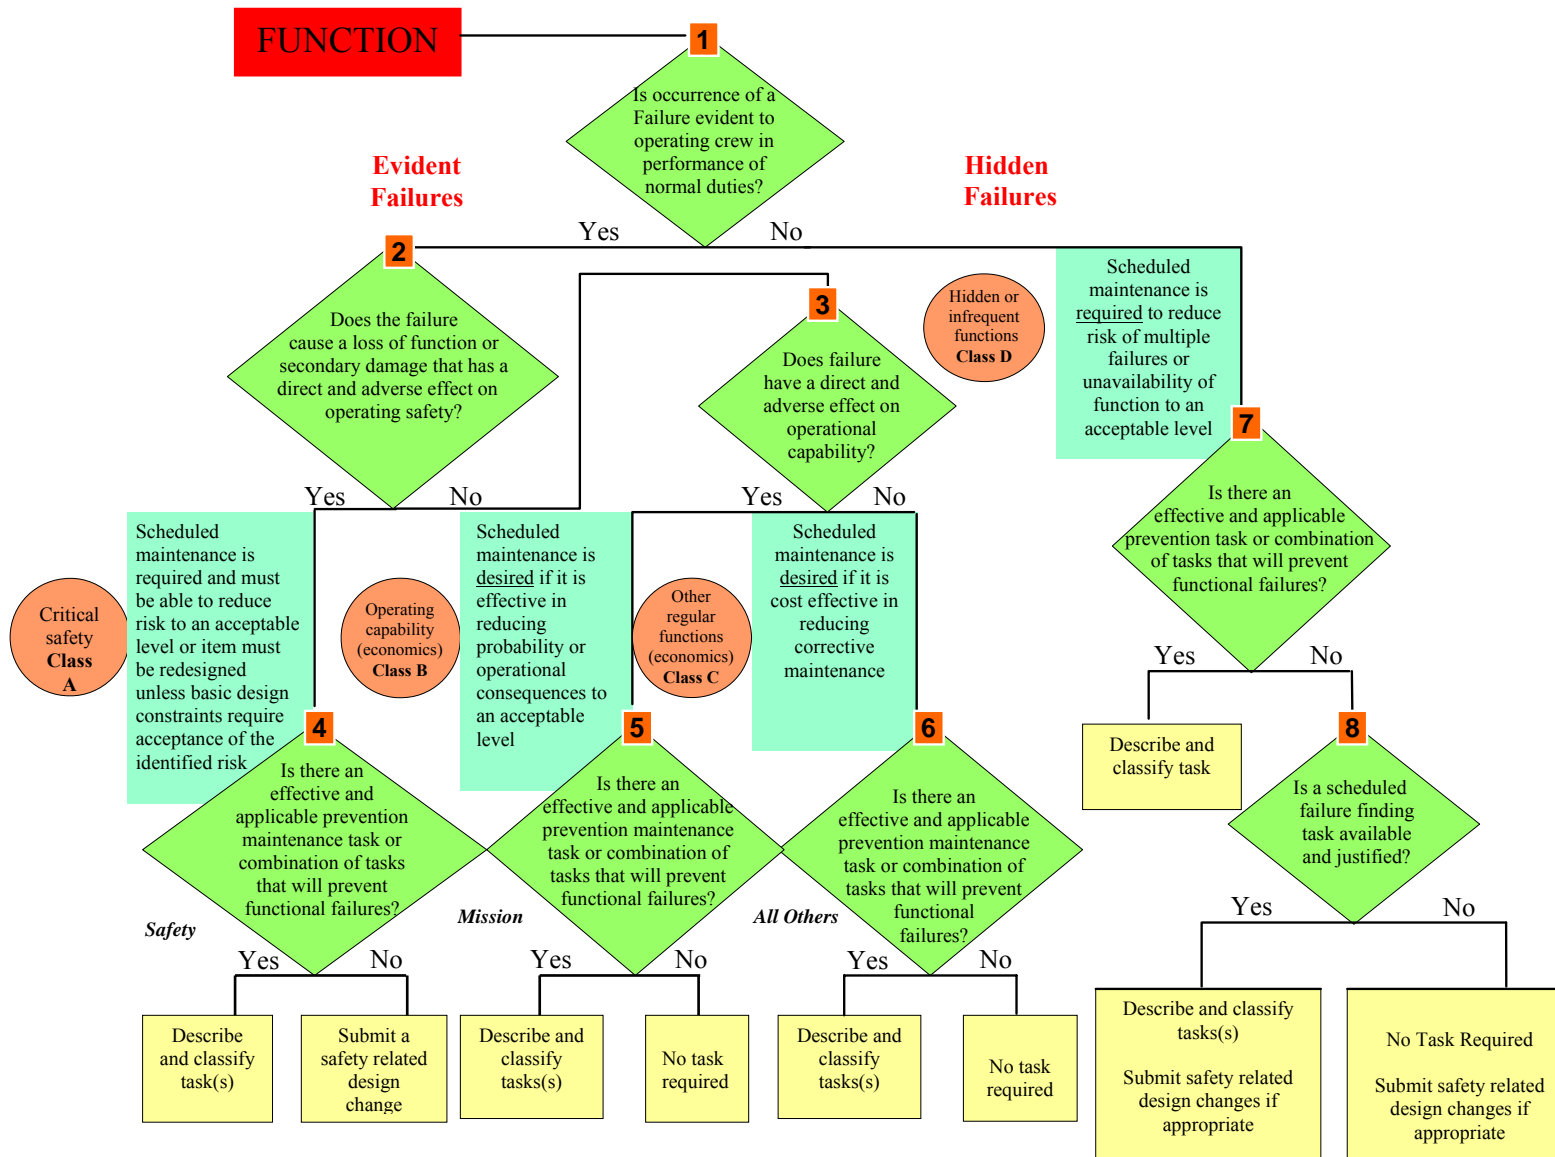 FUNCTION
1
Is occurrence of a
Failure evident to
operating crew in
performance of
normal duties?
Evident
Failures
Hidden
Failures
Yes
No
2
Does the failure
cause a loss of function or
secondary damage that has a
direct and adverse effect on
operating safety?
3
Does failure
have a direct and
adverse effect on
operational
capability?
Hidden or
infrequent
functions
Class D
Scheduled
maintenance is
required to reduce
risk of multiple
failures or
unavailability of
function to an
acceptable level
7
Is there an
effective and applicable
prevention task or combination
of tasks that will prevent
functional failures?
Yes
No
Yes
No
Critical
safety
Class
A
Scheduled
maintenance is
required and must
be able to reduce
risk to an acceptable
level or item must
be redesigned
unless basic design
constraints require
acceptance of the
identified risk
Operating
capability
(economics)
Class B
Scheduled
maintenance is
desired if it is
effective in
reducing
probability or
operational
consequences to
an acceptable
level
Other
regular
functions
(economics)
Class C
Scheduled
maintenance is
desired if it is
cost effective in
reducing
corrective
maintenance
Yes
No
4
Is there an
effective and
applicable prevention
maintenance task or
combination of tasks
that will prevent
functional failures?
5
Is there an
effective and applicable
prevention maintenance
task or combination of
tasks that will prevent
functional failures?
6
Is there an
effective and applicable
prevention maintenance
task or combination of
tasks that will prevent
functional
failures?
Describe and
classify task
8
Is a scheduled
failure finding
task available
and justified?
Safety
Mission
All Others
Yes
No
Yes
No
Yes
No
Yes
No
Describe
and classify
task(s)
Submit a
safety related
design
change
Describe and
classify
tasks(s)
No task
required
Describe and
classify
tasks(s)
No task
required
Describe and classify
tasks(s)
Submit safety related
design changes if
appropriate
No Task Required
Submit safety related
design changes if
appropriate